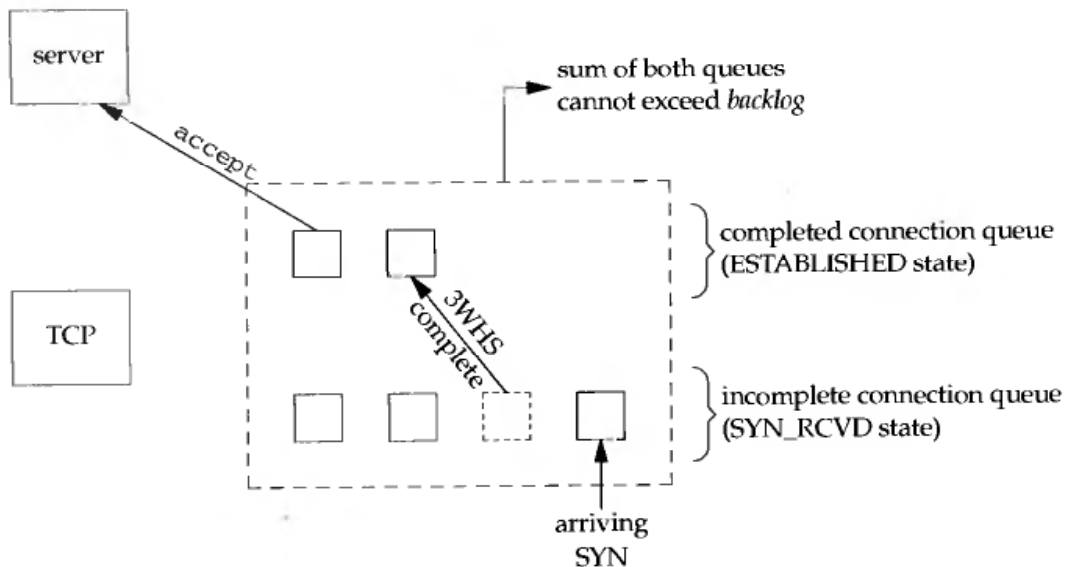 server
sum of both queues
cannot exceed backlog
accept
completed connection queue
(ESTABLISHED state)
3WHS
complete
TCP
incomplete connection queue
(SYN_RCVD state)
arriving
SYN